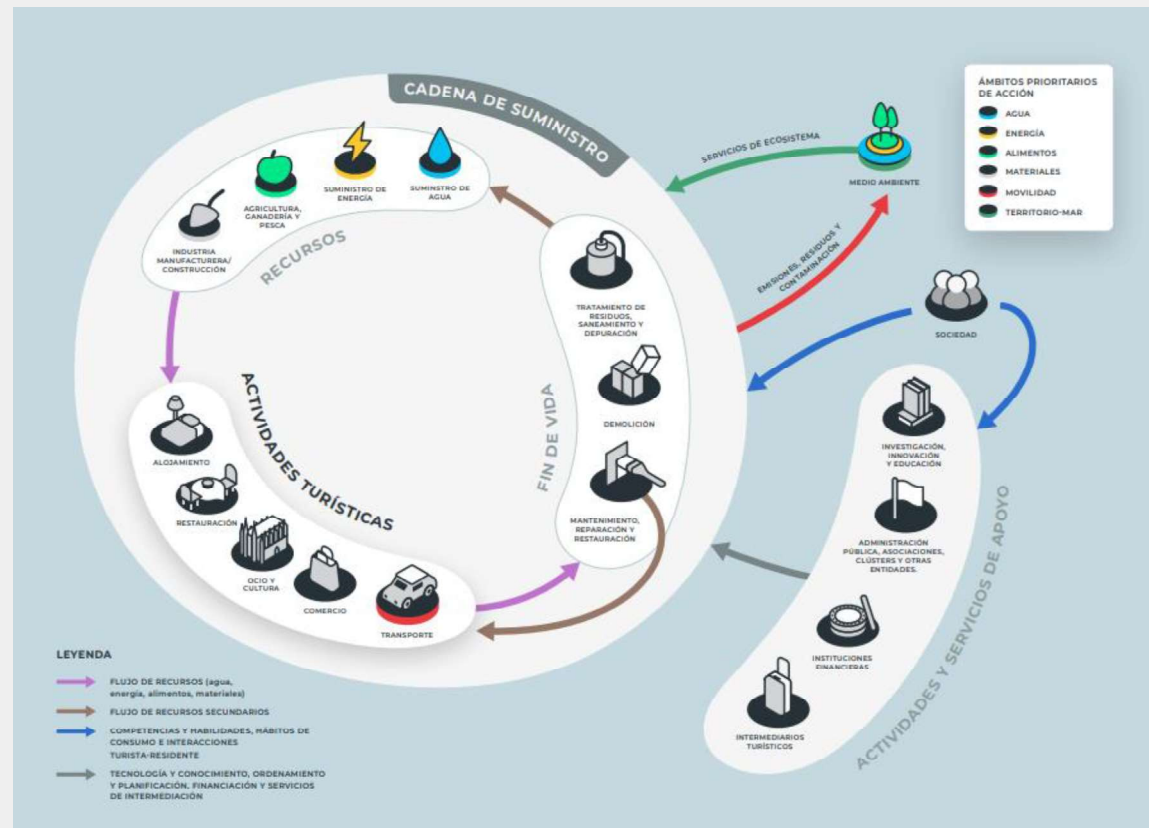 CADENA DE SUMINISTRO
SUMINISTRO DE
ENERGÍA
SUMINSTRO DE
AGUA
AGRICULTURA,
GANADERÍA Y
PESCA
INDUSTRIA
MANUFACTURERA/
CONSTRUCCIÓN
RECURSOS
ACTIVIDADES TURÍSTICAS
ALOJAMIENTO
RESTAURACIÓN
OCIO Y
CULTURA
COMERCIO
TRANSPORTE
FIN DE VIDA
TRATAMIENTO DE
RESIDUOS,
SANEAMIENTO Y
DEPURACIÓN
DEMOLICIÓN
MANTENIMIENTO,
REPARACIÓN Y
RESTAURACIÓN
SERVICIOS DE ECOSISTEMA
MEDIO AMBIENTE
EMISIONES, RESIDUOS Y
CONTAMINACIÓN
SOCIEDAD
ÁMBITOS PRIORITARIOS
DE ACCIÓN
AGUA
ENERGÍA
ALIMENTOS
MATERIALES
MOVILIDAD
TERRITORIO-MAR
INVESTIGACIÓN,
INNOVACIÓN
Y EDUCACIÓN
ADMINISTRACIÓN
PÚBLICA, ASOCIACIONES,
CLÚSTERS Y OTRAS
ENTIDADES.
INSTITUCIONES
FINANCIERAS
INTERMEDIARIOS
TURÍSTICOS
ACTIVIDADES Y SERVICIOS DE APOYO
LEYENDA
FLUJO DE RECURSOS (agua,
energía, alimentos, materiales)
FLUJO DE RECURSOS SECUNDARIOS
COMPETENCIAS Y HABILIDADES, HÁBITOS DE
CONSUMO E INTERACCIONES
TURISTA-RESIDENTE
TECNOLOGÍA Y CONOCIMIENTO, ORDENAMIENTO
Y PLANIFICACIÓN, FINANCIACIÓN Y SERVICIOS
DE INTERMEDIACIÓN